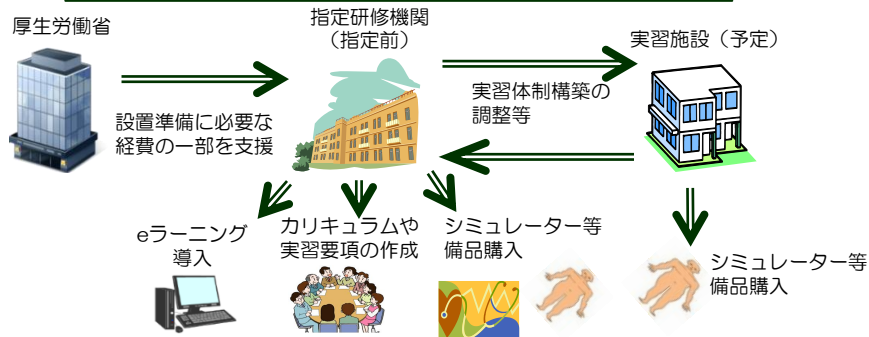 厚生労働省
指定研修機関
（指定前）
実習施設（予定）
設置準備に必要な
経費の一部を支援
実習体制構築の
調整等
eラーニング
導入
カリキュラムや
実習要項の作成
シミュレーター等
備品購入
シミュレーター等
備品購入